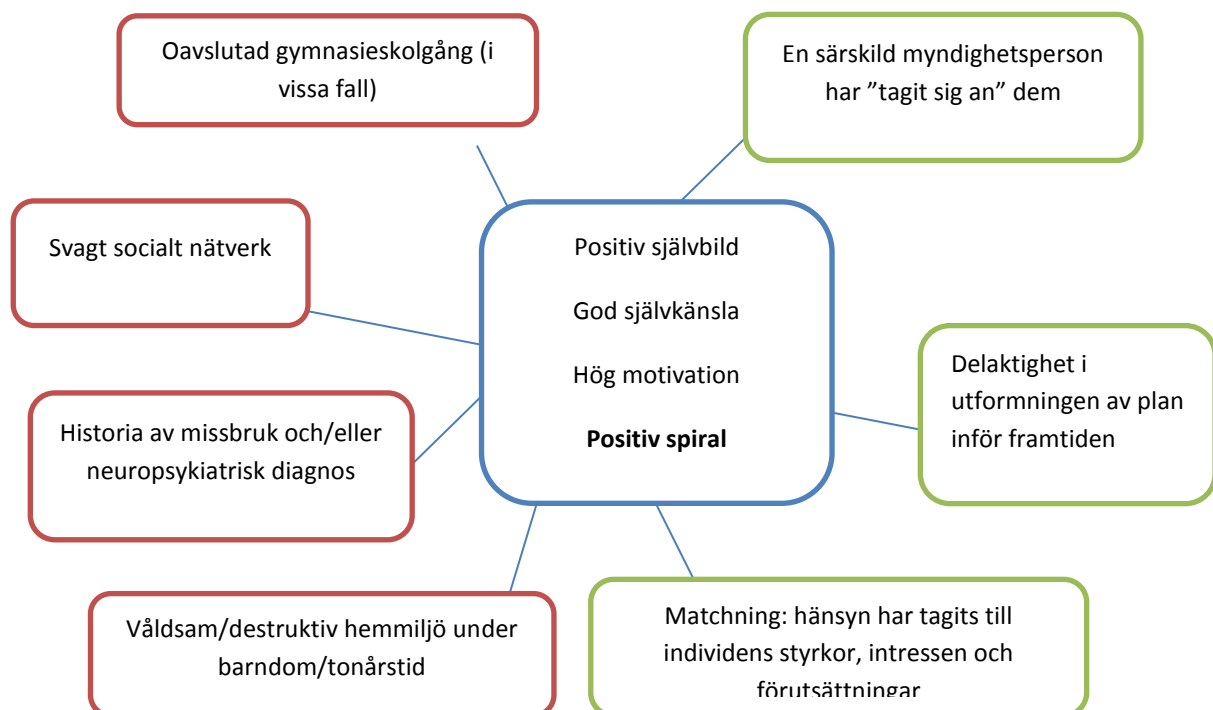 Oavslutad gymnasieskolgång (i
vissa fall)
En särskild myndighetsperson
har ”tagit sig an” dem
Svagt socialt nätverk
Positiv självbild
God självkänsla
Hög motivation
Positiv spiral
Delaktighet i
utformningen av plan
inför framtiden
Historia av missbruk och/eller
neuropsykiatrisk diagnos
Våldsam/destruktiv hemmiljö under
barndom/tonårstid
Matchning: hänsyn har tagits till
individens styrkor, intressen och
förutsättningar